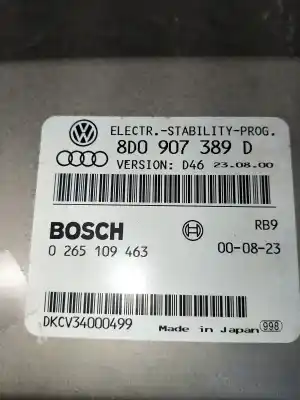 ELECTR.-STABILITY-PROG.
8D0 907 389 D
VERSION: D46 23.08.00
BOSCH
RB9
0 265 109 463
00-08-23
DKCV34000499
Made in Japan
998